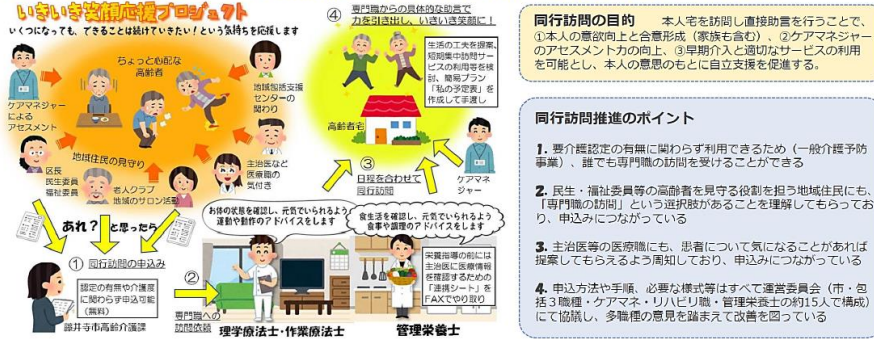 いきいき笑顔応援プロジェクト
いくつになっても、できることは続けていきたい！という気持ちを応援します
ちょっと心配な
高齢者
ケアマネジャー
による
アセスメント
地域包括支援
センターの
関わり
地域住民の見守り
区長
民生委員
福祉委員
老人クラブ
地域のサロン活動
主治医など
医療職の
気付き
あれ？と思ったら
① 同行訪問の申込み
認定の有無や介護度
に関わらず申込可能
（無料）
藤井寺市高齢介護課
②
専門職への
訪問依頼
お体の状態を確認し、元気でいられるよう
運動や動作のアドバイスをします
理学療法士・作業療法士
食生活を確認し、元気でいられるよう
食事や調理のアドバイスをします
栄養指導の前には
主治医に医療情報
を確認するための
「連携シート」を
FAXでやり取り
管理栄養士
③
日程を合わせて
同行訪問
ケアマネ
ジャー
高齢者宅
④
専門職からの具体的な助言で
力を引き出し、いきいき笑顔に！
生活の工夫を提案、
短期集中訪問サービ
スの利用等を検
討、簡易プラン
「私の予定表」を
作成して手渡し
同行訪問の目的 本人宅を訪問し直接助言を行うことで、
①本人の意欲向上と合意形成（家族も含む）、②ケアマネジャー
のアセスメント力の向上、③早期介入と適切なサービスの利用
を可能とし、本人の意思のもとに自立支援を促進する。
同行訪問推進のポイント
1. 要介護認定の有無に関わらず利用できるため（一般介護予防
事業）、誰でも専門職の訪問を受けることができる
2. 民生・福祉委員等の高齢者を見守る役割を担う地域住民にも、
「専門職の訪問」という選択肢があることを理解してもらってお
り、申込みにつながっている
3. 主治医等の医療職にも、患者について気になることがあれば
提案してもらえるよう周知しており、申込みにつながっている
4. 申込方法や手順、必要な様式等はすべて運営委員会（市・包
括３職種・ケアマネ・リハビリ職・管理栄養士の約15人で構成）
にて協議し、多職種の意見を踏まえて改善を図っている